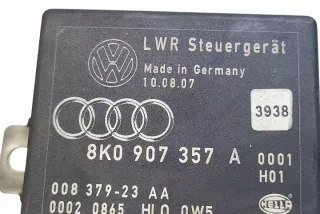 LWR Steuergerät
Made in Germany
10.08.07
3938
8K0 907 357 A 0001
H01
008 379-23 AA
0002 0865 HLO 0W5
HELLA